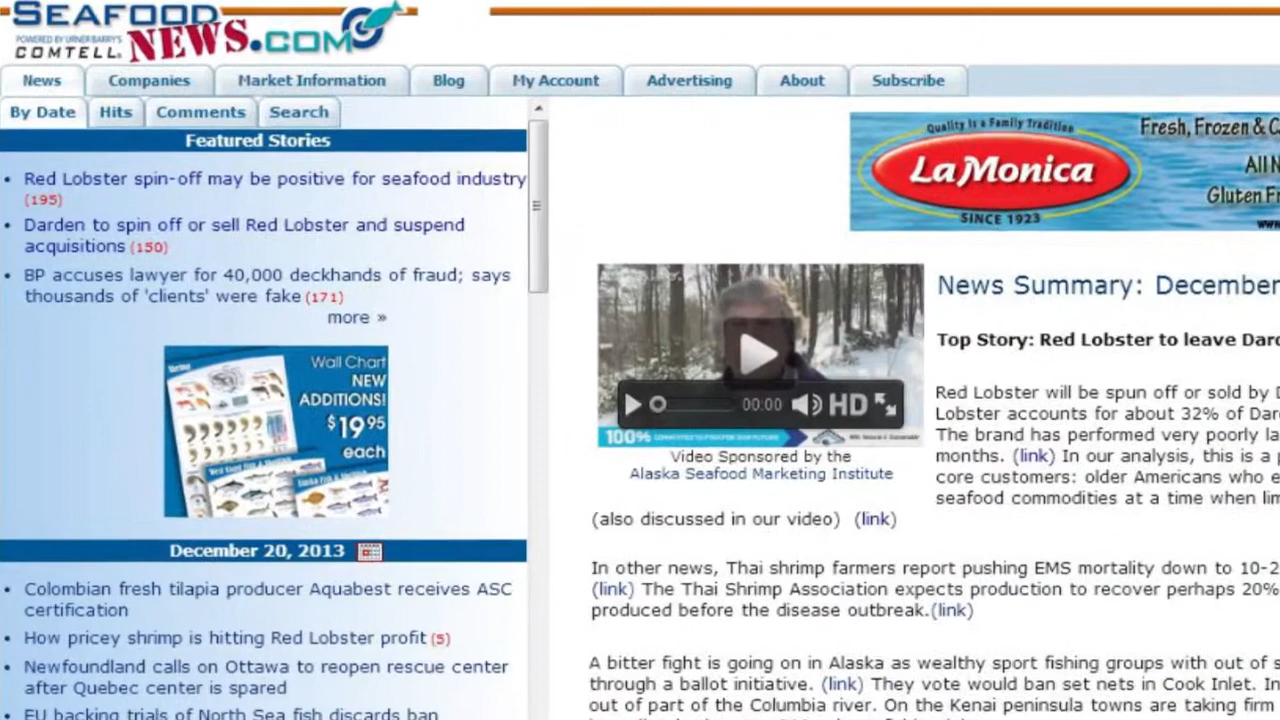 SEAFOOD
POWERED BY URNER BARRY'S
COMTELL® NEWS.COM
News Companies Market Information Blog My Account Advertising About Subscribe
By Date Hits Comments Search
Featured Stories
Red Lobster spin-off may be positive for seafood industry
(195)
Darden to spin off or sell Red Lobster and suspend
acquisitions (150)
BP accuses lawyer for 40,000 deckhands of fraud; says
thousands of 'clients' were fake (171)
more »
Wall Chart
NEW
ADDITIONS!
$19.95
each
December 20, 2013
Colombian fresh tilapia producer Aquabest receives ASC
certification
How pricey shrimp is hitting Red Lobster profit (5)
Newfoundland calls on Ottawa to reopen rescue center
after Quebec center is spared
EU backing trials of North Sea fish discards ban
Quality is a Family Tradition
LaMonica
SINCE 1923
Fresh, Frozen & C
All N
Gluten Fr
www
00:00 HD
100%
Video Sponsored by the
Alaska Seafood Marketing Institute
News Summary: December
Top Story: Red Lobster to leave Dard
Red Lobster will be spun off or sold by D
Lobster accounts for about 32% of Dar
The brand has performed very poorly la
months. (link) In our analysis, this is a p
core customers: older Americans who e
seafood commodities at a time when lim
(also discussed in our video) (link)
In other news, Thai shrimp farmers report pushing EMS mortality down to 10-2
(link) The Thai Shrimp Association expects production to recover perhaps 20%
produced before the disease outbreak.(link)
A bitter fight is going on in Alaska as wealthy sport fishing groups with out of s
through a ballot initiative. (link) They vote would ban set nets in Cook Inlet. In
out of part of the Columbia river. On the Kenai peninsula towns are taking firm